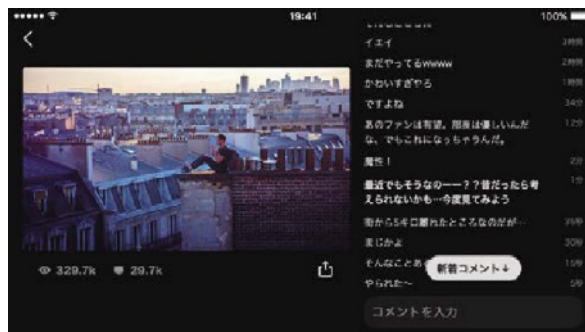 19:41
100%
イエイ
3時間
まだやってるwwww
2時間
かわいすぎやろ
1時間
ですよね
34分
あのファンは有望。部長は優しいんだ
12分
な、でもこれになっちゃうんだ。
魔性！
2分
最近でもそうなのーー？？昔だったら考
1分
えられないかも…今度見てみよう
街から5キロ離れたところなのだが…
まじかよ
30秒
そんなことあ
15秒
新着コメント↓
やられた〜
5秒
329.7k
29.7k
コメントを入力